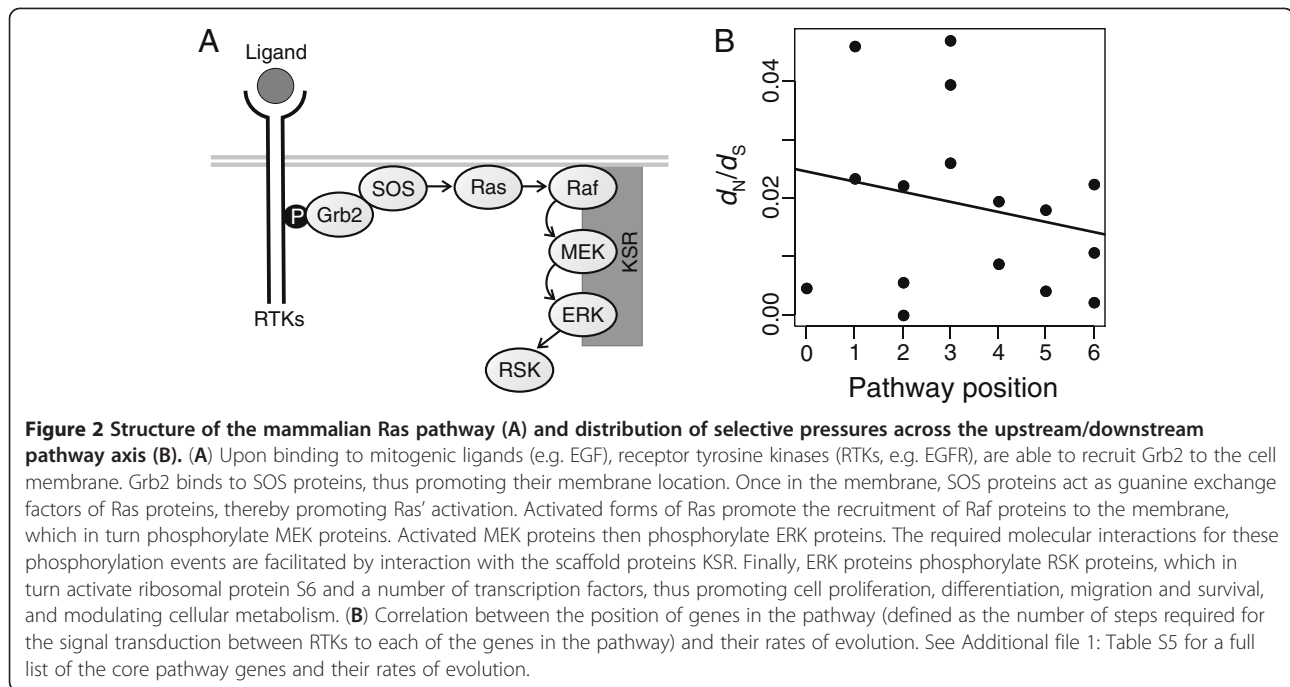 A
Ligand
P
Grb2
SOS
Ras
Raf
MEK
KSR
ERK
RSK
RTKs
B
0.04
0.02
0.00
dN/dS
0 1 2 3 4 5 6
Pathway position
Figure 2 Structure of the mammalian Ras pathway (A) and distribution of selective pressures across the upstream/downstream
pathway axis (B). (A) Upon binding to mitogenic ligands (e.g. EGF), receptor tyrosine kinases (RTKs, e.g. EGFR), are able to recruit Grb2 to the cell
membrane. Grb2 binds to SOS proteins, thus promoting their membrane location. Once in the membrane, SOS proteins act as guanine exchange
factors of Ras proteins, thereby promoting Ras' activation. Activated forms of Ras promote the recruitment of Raf proteins to the membrane,
which in turn phosphorylate MEK proteins. Activated MEK proteins then phosphorylate ERK proteins. The required molecular interactions for these
phosphorylation events are facilitated by interaction with the scaffold proteins KSR. Finally, ERK proteins phosphorylate RSK proteins, which in
turn activate ribosomal protein S6 and a number of transcription factors, thus promoting cell proliferation, differentiation, migration and survival,
and modulating cellular metabolism. (B) Correlation between the position of genes in the pathway (defined as the number of steps required for
the signal transduction between RTKs to each of the genes in the pathway) and their rates of evolution. See Additional file 1: Table S5 for a full
list of the core pathway genes and their rates of evolution.